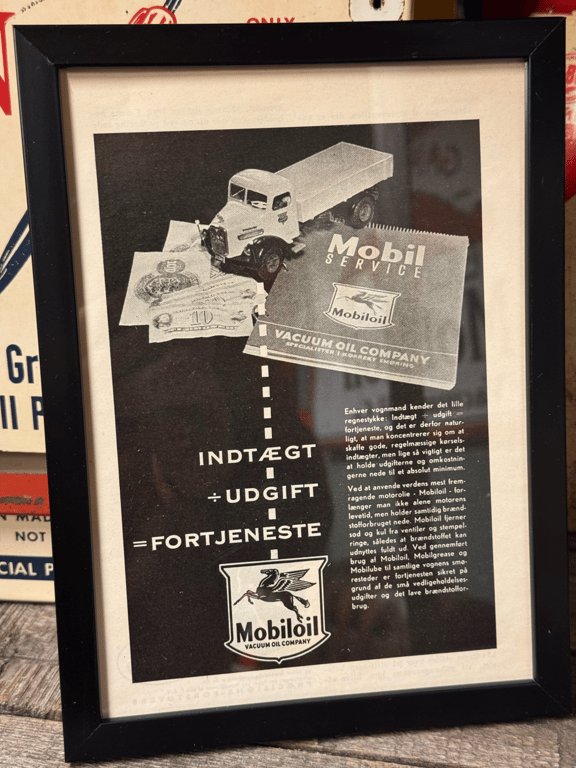 ONLY
Mobil
SERVICE
Mobiloil
VACUUM OIL COMPANY
SPECIALISTER I KORREKT SMØRING
10
Enhver vognmand kender det lille
regnestykke: Indtægt ÷ udgift =
fortjeneste, og det er derfor natur-
ligt, at man koncentrerer sig om at
skaffe gode, regelmæssige kørsels-
indtægter, men lige så vigtigt er det
at holde udgifterne og omkostnin-
gerne nede til et absolut minimum.
Ved at anvende verdens mest frem-
ragende motorolie - Mobiloil - for-
længer man ikke alene motorens
levetid, men holder samtidig brænd-
stofforbruget nede. Mobiloil fjerner
sod og kul fra ventiler og stempel-
ringe, således at brændstoffet kan
udnyttes fuldt ud. Ved gennemført
brug af Mobiloil, Mobilgrease og
Mobilube til samtlige vognens smø-
resteder er fortjenesten sikret på
grund af de små vedligeholdelses-
udgifter og det lave brændstoffor-
brug.
INDTÆGT
÷UDGIFT
=FORTJENESTE
Mobiloil
VACUUM OIL COMPANY
Gr
MADE
NOT
CIAL P